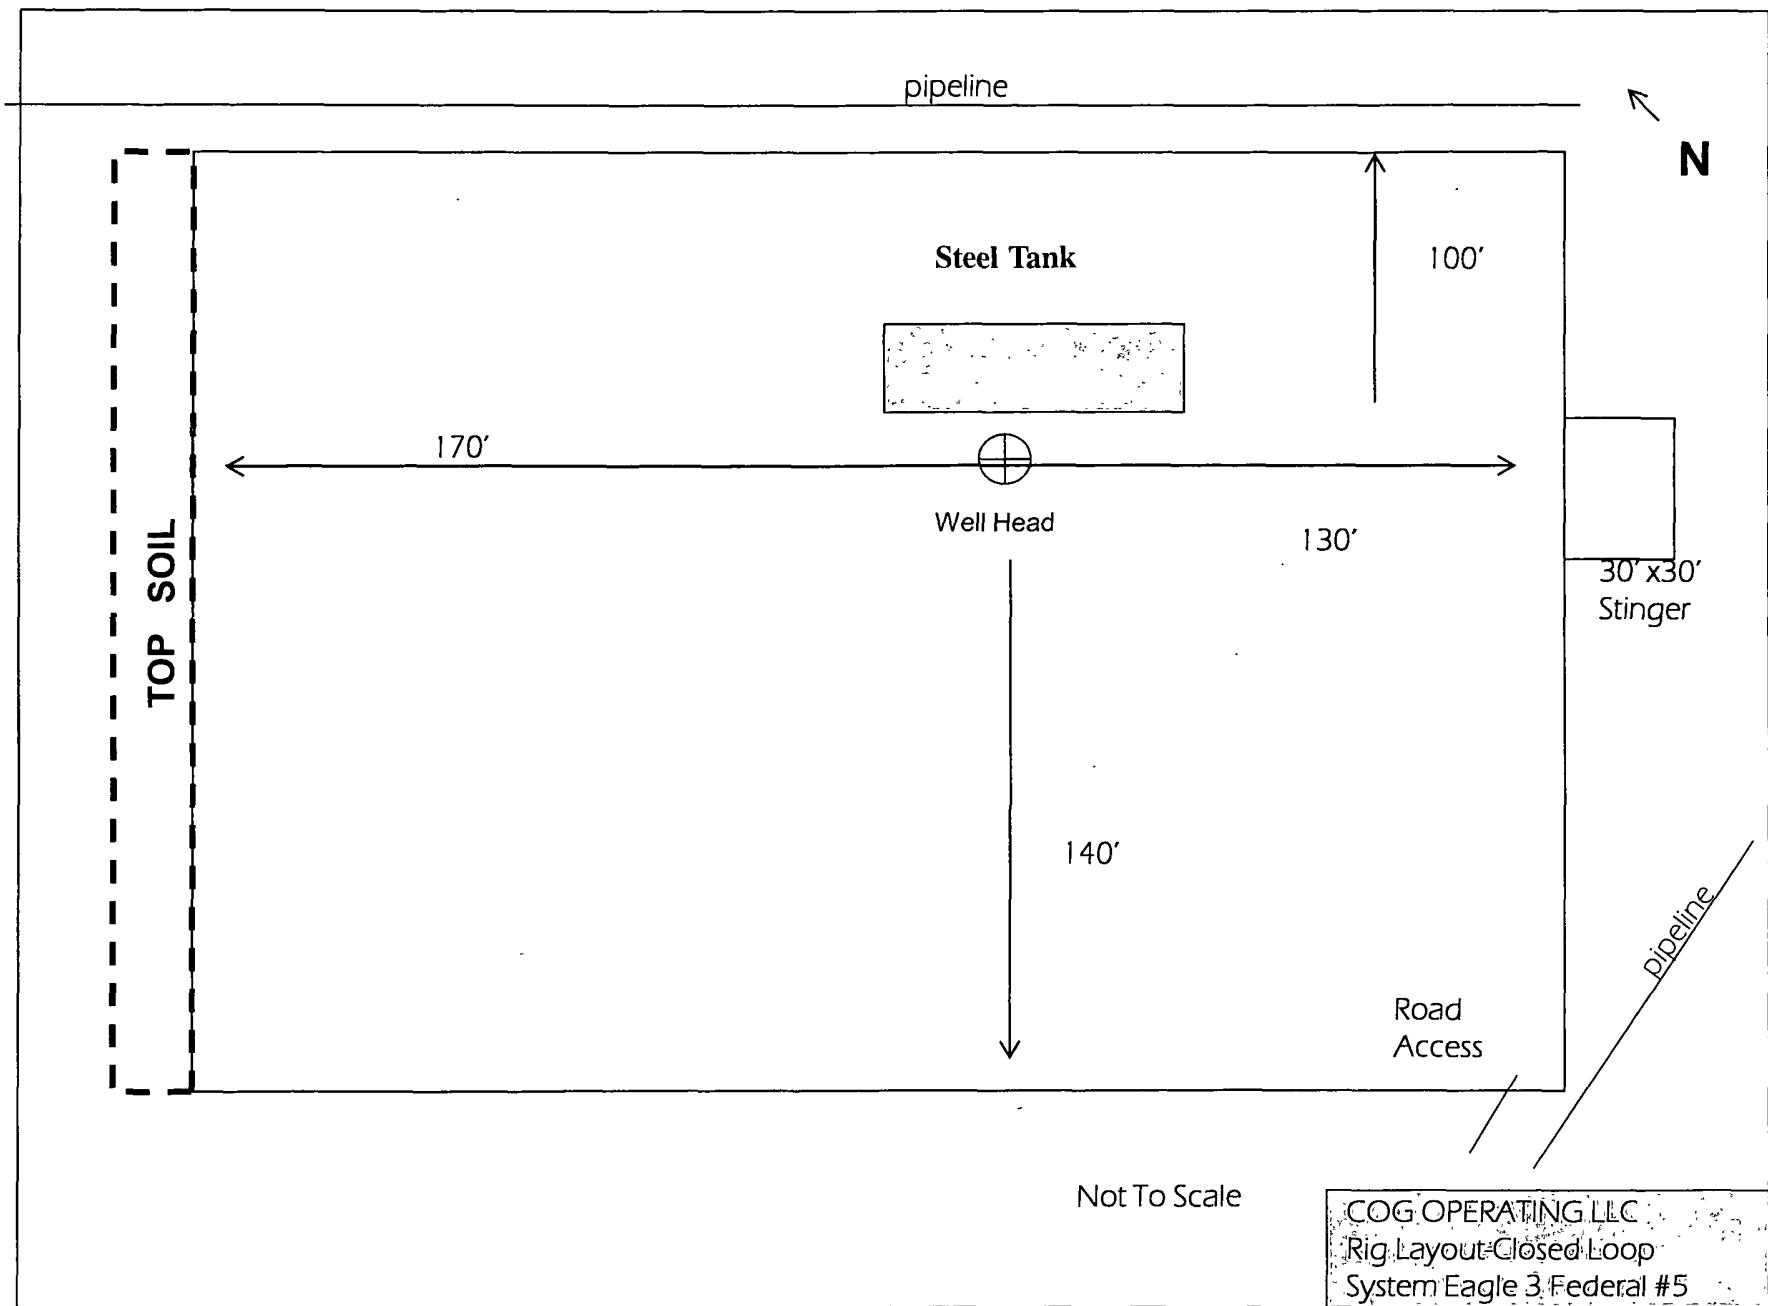 pipeline
N
Steel Tank
100'
170'
Well Head
130'
30' x30'
Stinger
TOP SOIL
140'
pipeline
Road
Access
Not To Scale
COG OPERATING LLC
Rig Layout-Closed Loop
System Eagle 3 Federal #5